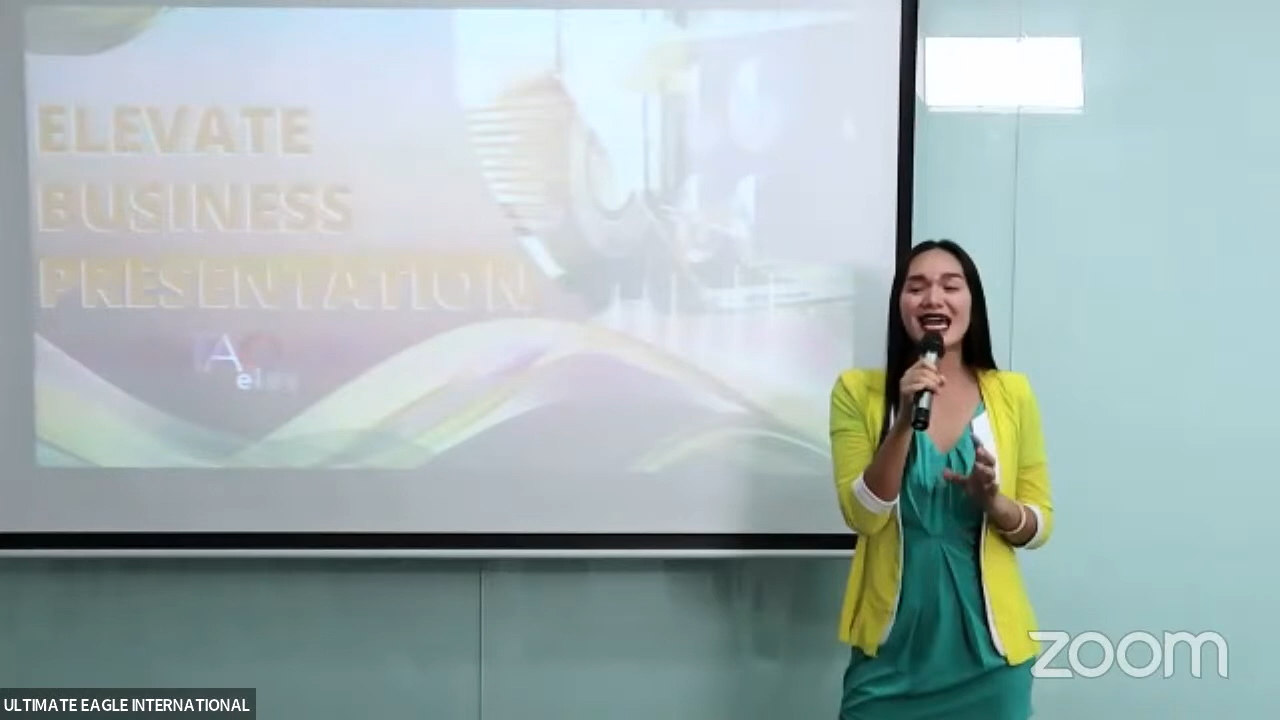 ELEVATE
BUSINESS
PRESENTATION
A
zoom
ULTIMATE EAGLE INTERNATIONAL